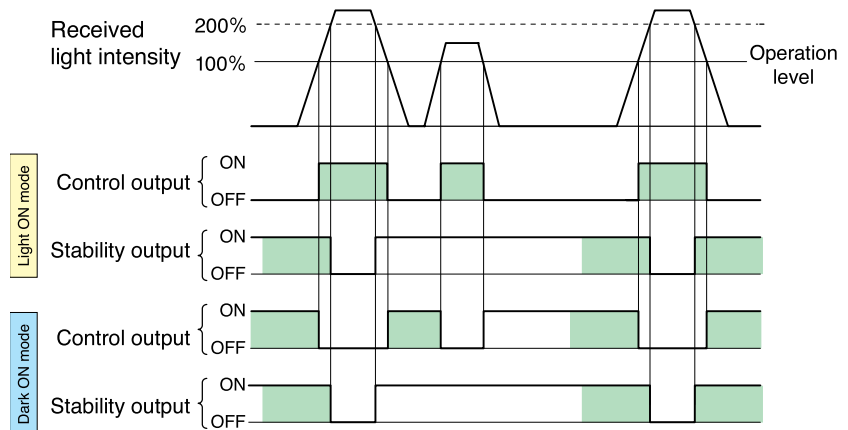 Received
light intensity
200%
100%
Operation
level
Light ON mode
Control output
ON
OFF
Stability output
ON
OFF
Dark ON mode
Control output
ON
OFF
Stability output
ON
OFF